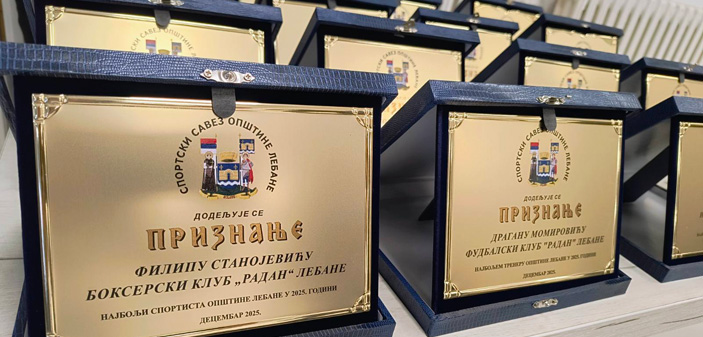 СПОРТСКИ САВЕЗ ОПШТИНЕ ЛЕБАНЕ
ДОДЕЉУЈЕ СЕ
ПРИЗНАЊЕ
ФИЛИПУ СТАНОЈЕВИЋУ
БОКСЕРСКИ КЛУБ „РАДАН“ ЛЕБАНЕ
НАЈБОЉИ СПОРТИСТА ОПШТИНЕ ЛЕБАНЕ У 2025. ГОДИНИ
ДЕЦЕМБАР 2025.
СПОРТСКИ САВЕЗ ОПШТИНЕ ЛЕБАНЕ
ДОДЕЉУЈЕ СЕ
ПРИЗНАЊЕ
ДРАГАНУ МОМИРОВИЋУ
ФУДБАЛСКИ КЛУБ "РАДАН" ЛЕБАНЕ
НАЈБОЉЕМ ТРЕНЕРУ ОПШТИНЕ ЛЕБАНЕ У 2025. ГОДИНИ
ДЕЦЕМБАР 2025.